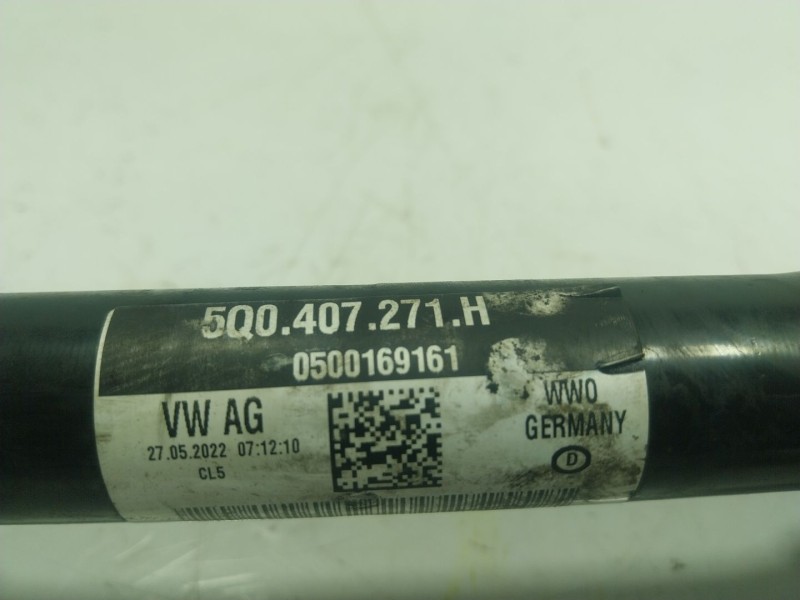 5Q0.407.271.H
0500169161
VW AG
27.05.2022 07:12:10
CL5
WWO
GERMANY
D